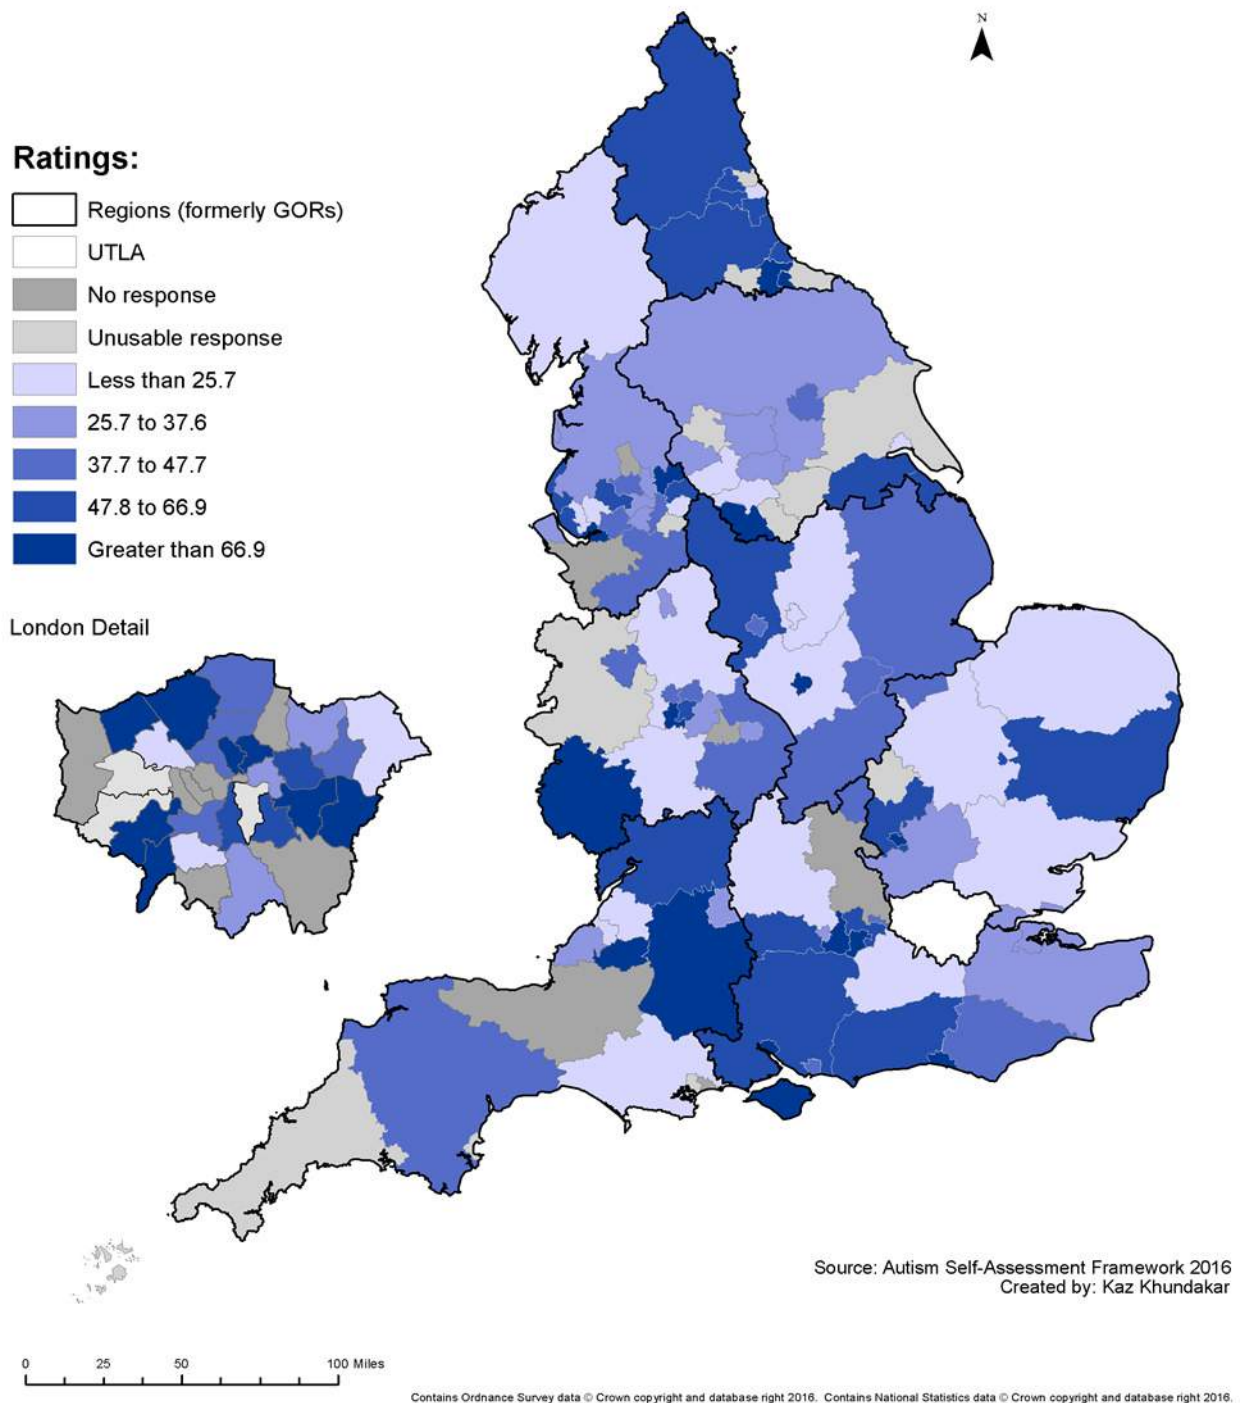 N
Ratings:
Regions (formerly GORs)
UTLA
No response
Unusable response
Less than 25.7
25.7 to 37.6
37.7 to 47.7
47.8 to 66.9
Greater than 66.9
London Detail
Source: Autism Self-Assessment Framework 2016
Created by: Kaz Khundakar
0 25 50 100 Miles
Contains Ordnance Survey data © Crown copyright and database right 2016. Contains National Statistics data © Crown copyright and database right 2016.